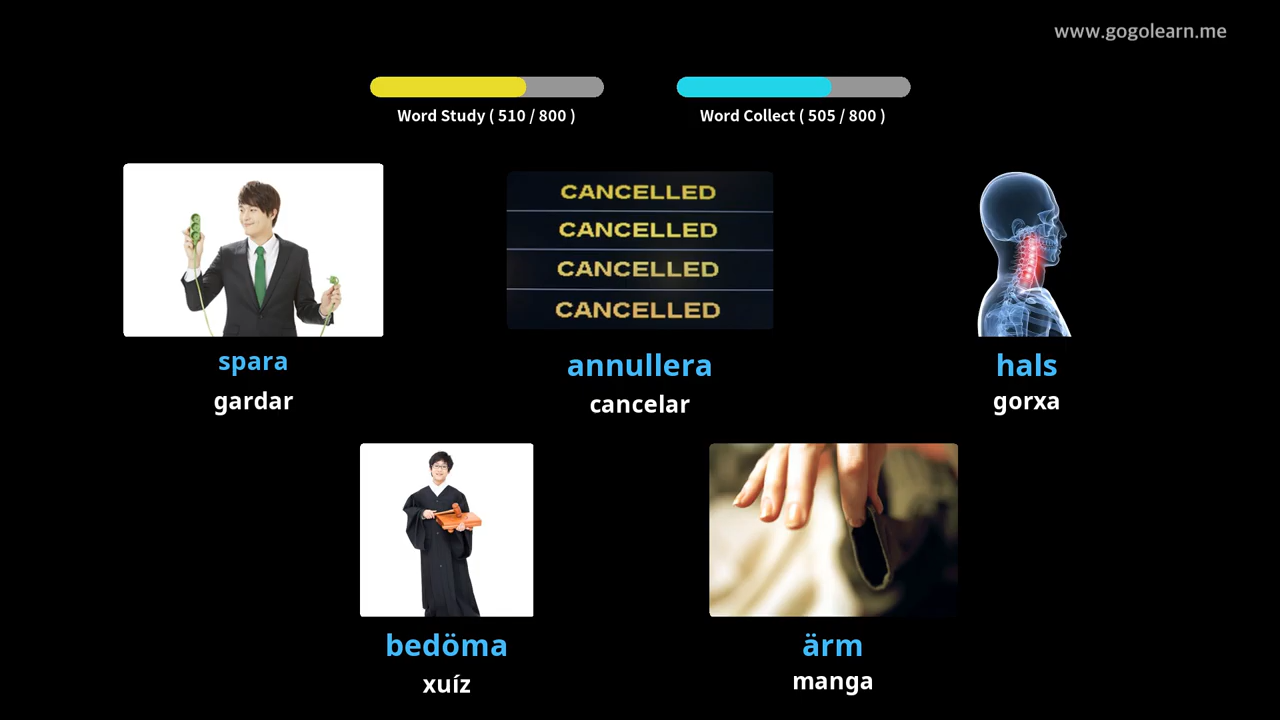 www.gogolearn.me
Word Study ( 510 / 800 )
Word Collect ( 505 / 800 )
CANCELLED
CANCELLED
CANCELLED
CANCELLED
spara
annullera
hals
gardar
cancelar
gorxa
bedöma
ärm
xuíz
manga